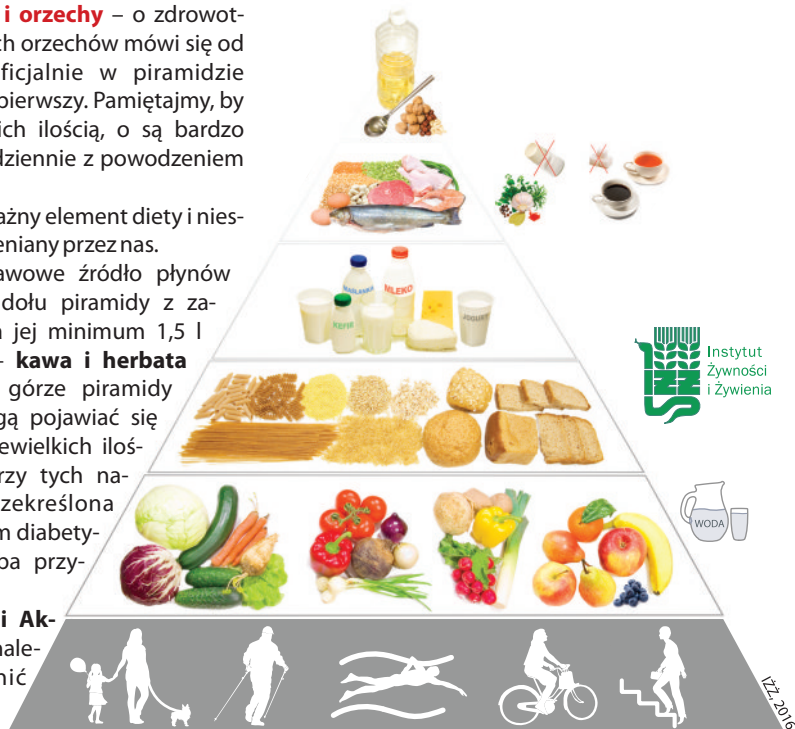 i orzechy – o zdrowot-
ch orzechów mówi się od
ficjalnie w piramidzie
pierwszy. Pamiętajmy, by
ich ilością, o są bardzo
dziennie z powodzeniem
ażny element diety i nies-
eniany przez nas.
awowe źródło płynów
dołu piramidy z za-
jej minimum 1,5 l
– kawa i herbata
górze piramidy
gą pojawiać się
ewielkich iloś-
rzy tych na-
zekreślona
m diabety-
ba przy-
i Ak-
nale-
nić
MAŚLANKA
MLEKO
KEFIR
JOGURT
Instytut
Żywności
i Żywienia
WODA
IŻŻ, 2016